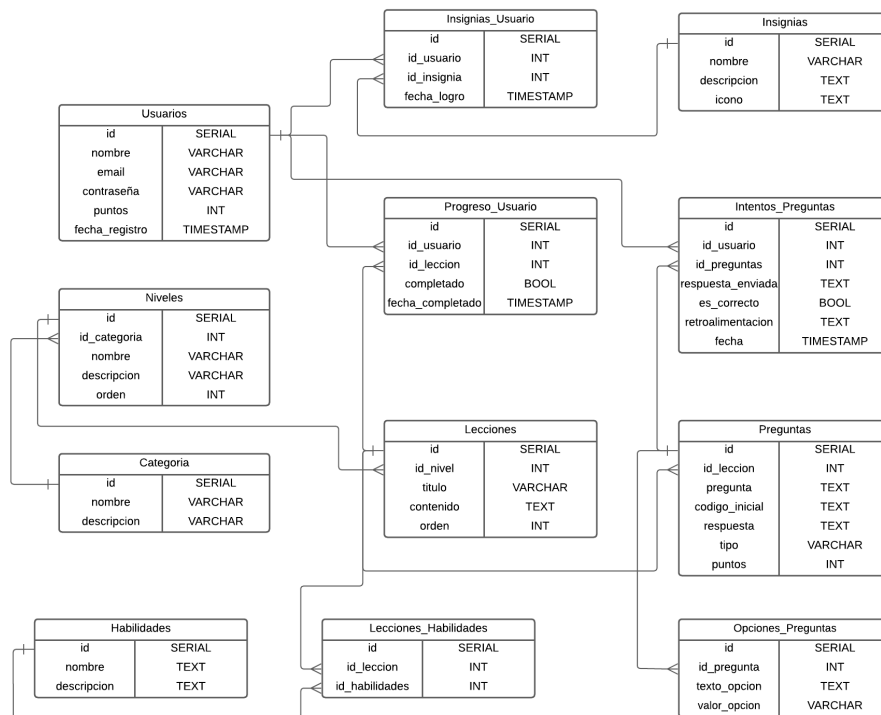 Insignias_Usuario
id SERIAL
id_usuario INT
id_insignia INT
fecha_logro TIMESTAMP
Insignias
id SERIAL
nombre VARCHAR
descripcion TEXT
icono TEXT
Usuarios
id SERIAL
nombre VARCHAR
email VARCHAR
contraseña VARCHAR
puntos INT
fecha_registro TIMESTAMP
Progreso_Usuario
id SERIAL
id_usuario INT
id_leccion INT
completado BOOL
fecha_completado TIMESTAMP
Intentos_Preguntas
id SERIAL
id_usuario INT
id_preguntas INT
respuesta_enviada TEXT
es_correcto BOOL
retroalimentacion TEXT
fecha TIMESTAMP
Niveles
id SERIAL
id_categoria INT
nombre VARCHAR
descripcion VARCHAR
orden INT
Lecciones
id SERIAL
id_nivel INT
titulo VARCHAR
contenido TEXT
orden INT
Preguntas
id SERIAL
id_leccion INT
pregunta TEXT
codigo_inicial TEXT
respuesta TEXT
tipo VARCHAR
puntos INT
Categoria
id SERIAL
nombre VARCHAR
descripcion VARCHAR
Habilidades
id SERIAL
nombre TEXT
descripcion TEXT
Lecciones_Habilidades
id SERIAL
id_leccion INT
id_habilidades INT
Opciones_Preguntas
id SERIAL
id_pregunta INT
texto_opcion TEXT
valor_opcion VARCHAR